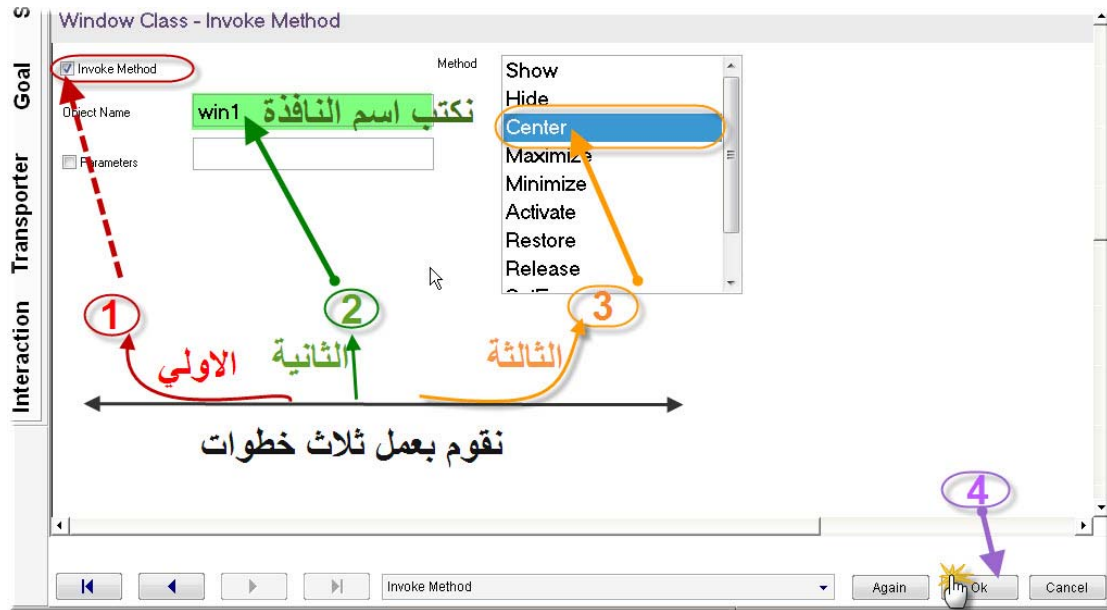 S
Goal
Transporter
Interaction
Window Class - Invoke Method
Invoke Method
Method
Object Name
win1
نكتب اسم النافذة
Parameters
Show
Hide
Center
Maximize
Minimize
Activate
Restore
Release
1
2
3
الاولي
الثانية
الثالثة
نقوم بعمل ثلاث خطوات
4
Invoke Method
Again
Ok
Cancel